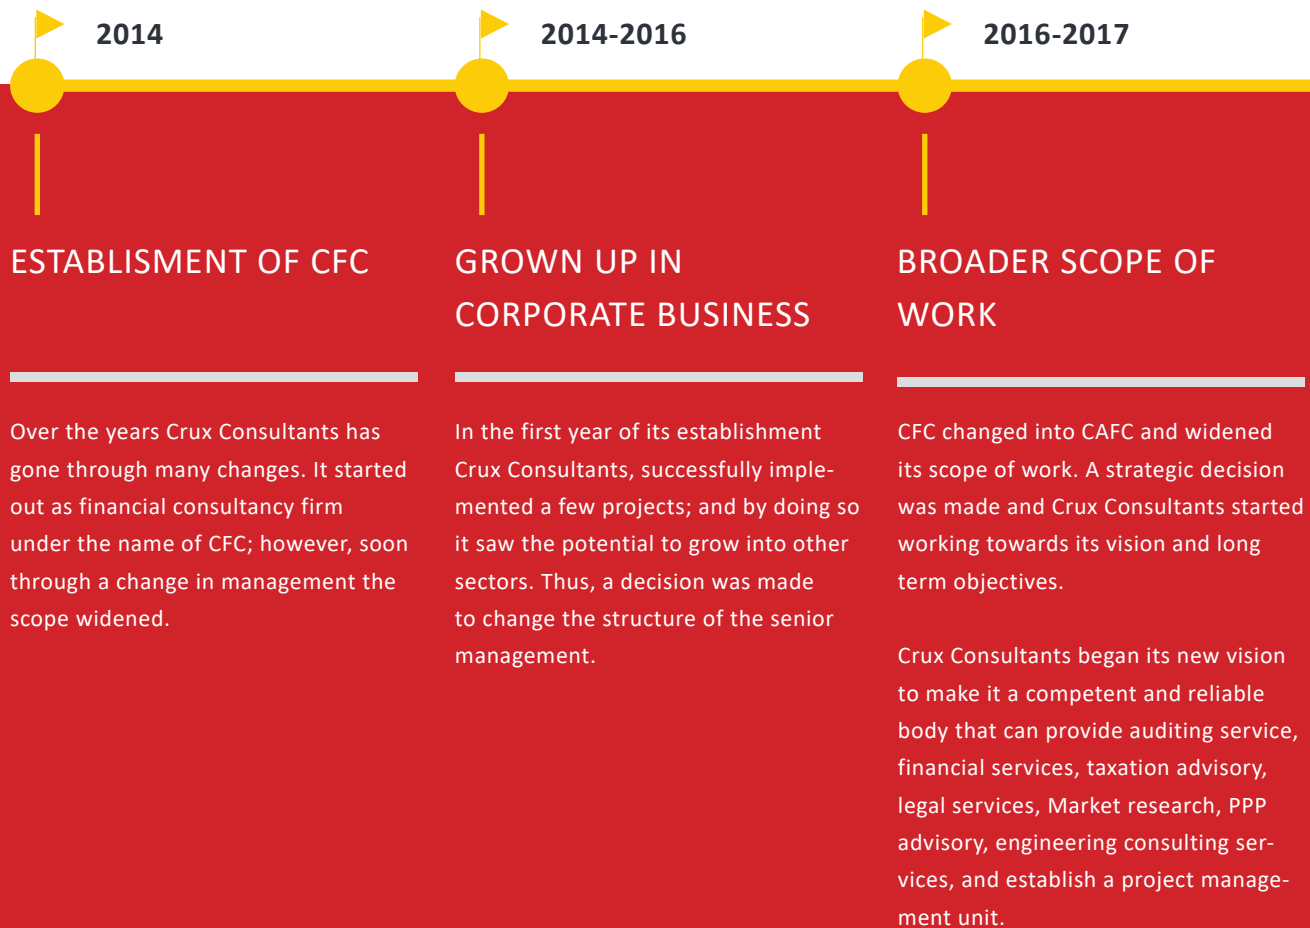 2014
ESTABLISMENT OF CFC
Over the years Crux Consultants has
gone through many changes. It started
out as financial consultancy firm
under the name of CFC; however, soon
through a change in management the
scope widened.
2014-2016
GROWN UP IN
CORPORATE BUSINESS
In the first year of its establishment
Crux Consultants, successfully imple-
mented a few projects; and by doing so
it saw the potential to grow into other
sectors. Thus, a decision was made
to change the structure of the senior
management.
2016-2017
BROADER SCOPE OF
WORK
CFC changed into CAFC and widened
its scope of work. A strategic decision
was made and Crux Consultants started
working towards its vision and long
term objectives.
Crux Consultants began its new vision
to make it a competent and reliable
body that can provide auditing service,
financial services, taxation advisory,
legal services, Market research, PPP
advisory, engineering consulting ser-
vices, and establish a project manage-
ment unit.